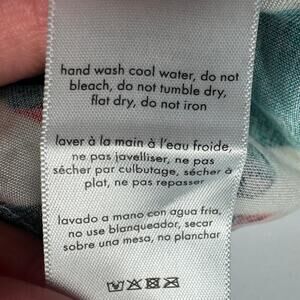 hand wash cool water, do not
bleach, do not tumble dry,
flat dry, do not iron
laver à la main à l'eau froide,
ne pas javelliser, ne pas
sécher par culbutage, sécher à
plat, ne pas repasser
lavado a mano con agua fria,
no use blanqueador, secar
sobre una mesa, no planchar